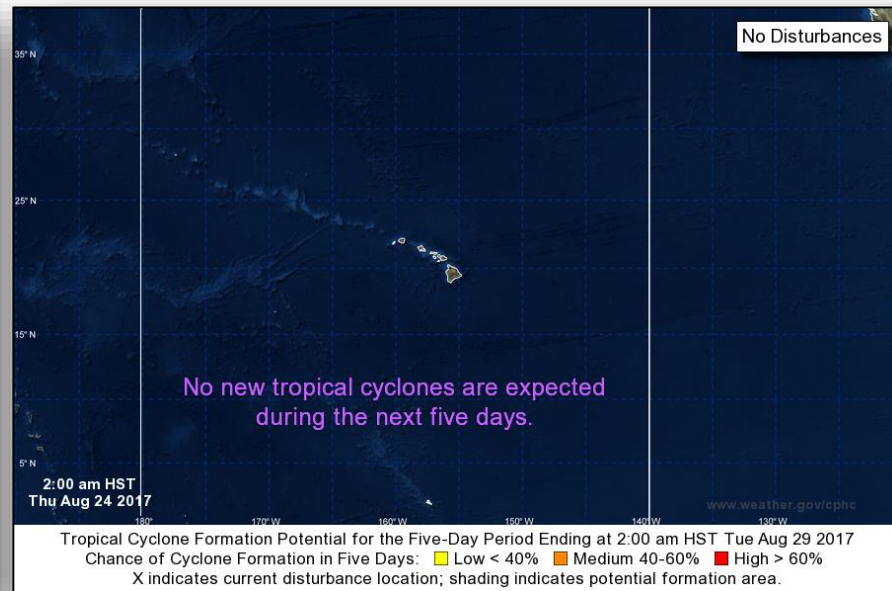 No Disturbances
35° N
25° N
15° N
No new tropical cyclones are expected
during the next five days.
5° N
2:00 am HST
Thu Aug 24 2017
www.weather.gov/cphc
180° 170° W 160° W 150° W 140° W 130° W
Tropical Cyclone Formation Potential for the Five-Day Period Ending at 2:00 am HST Tue Aug 29 2017
Chance of Cyclone Formation in Five Days: Low < 40% Medium 40-60% High > 60%
X indicates current disturbance location; shading indicates potential formation area.